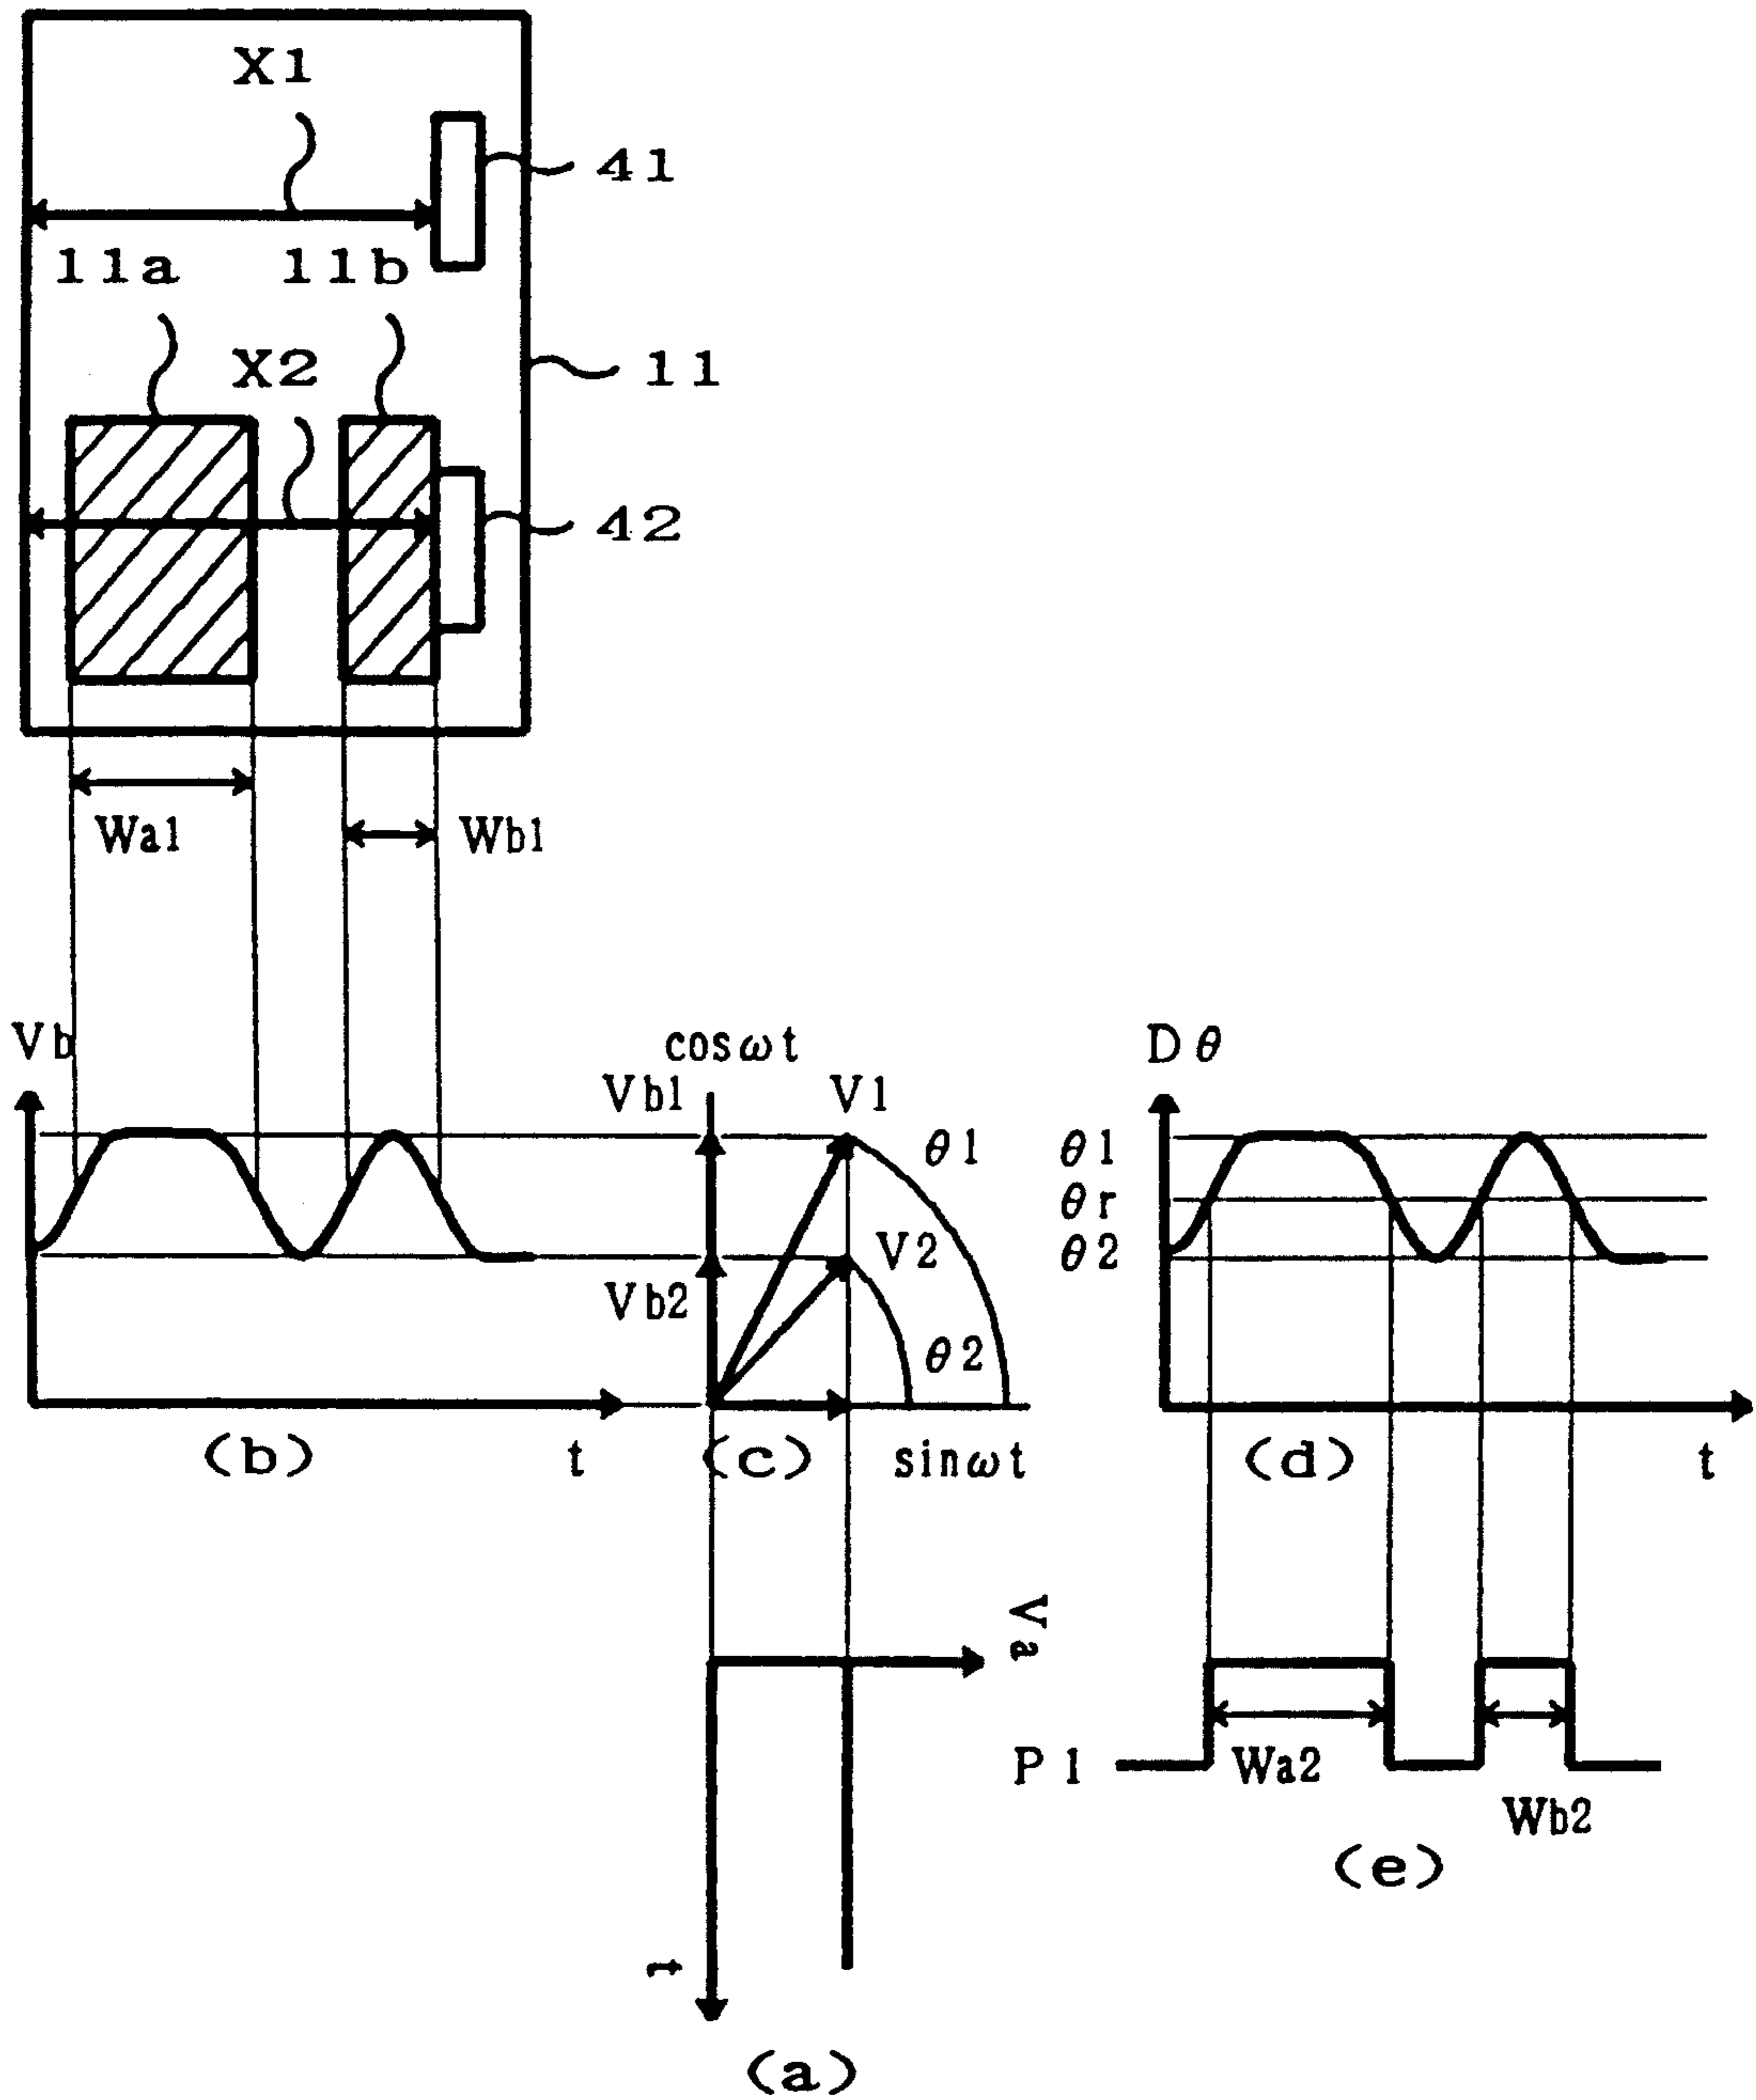 X1
41
11a 11b
X2
11
42
Wa1
Wb1
Vb
cosωt
Dθ
Vb1
V1
θ1
θ1
θr
V2
θ2
Vb2
θ2
(b)
t
(c)
sinωt
(d)
t
Va
P1
Wa2
Wb2
(e)
t
(a)